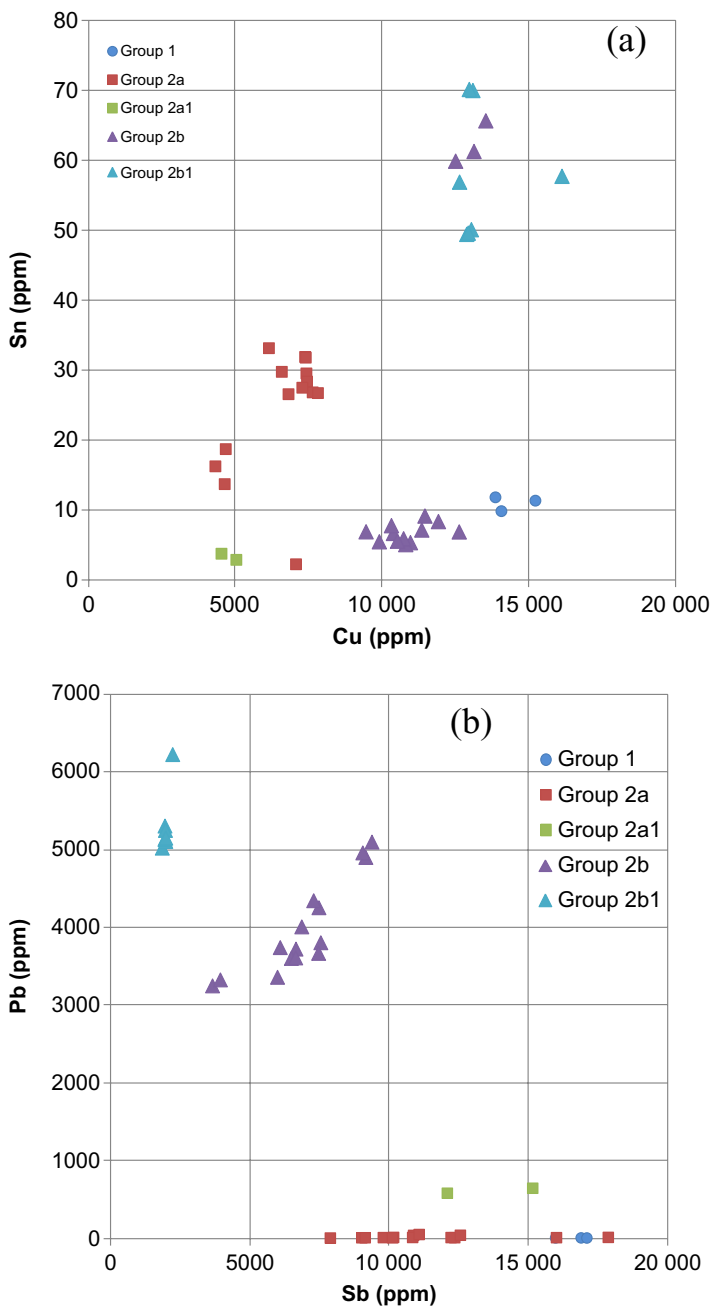 80
(a)
Group 1
70
Group 2a
Group 2a1
60
Group 2b
Group 2b1
50
Sn (ppm)
40
30
20
10
0
0 5000 10 000 15 000 20 000
Cu (ppm)
7000
(b)
6000
Group 1
Group 2a
5000
Group 2a1
Group 2b
4000
Group 2b1
Pb (ppm)
3000
2000
1000
0
0 5000 10 000 15 000 20 000
Sb (ppm)